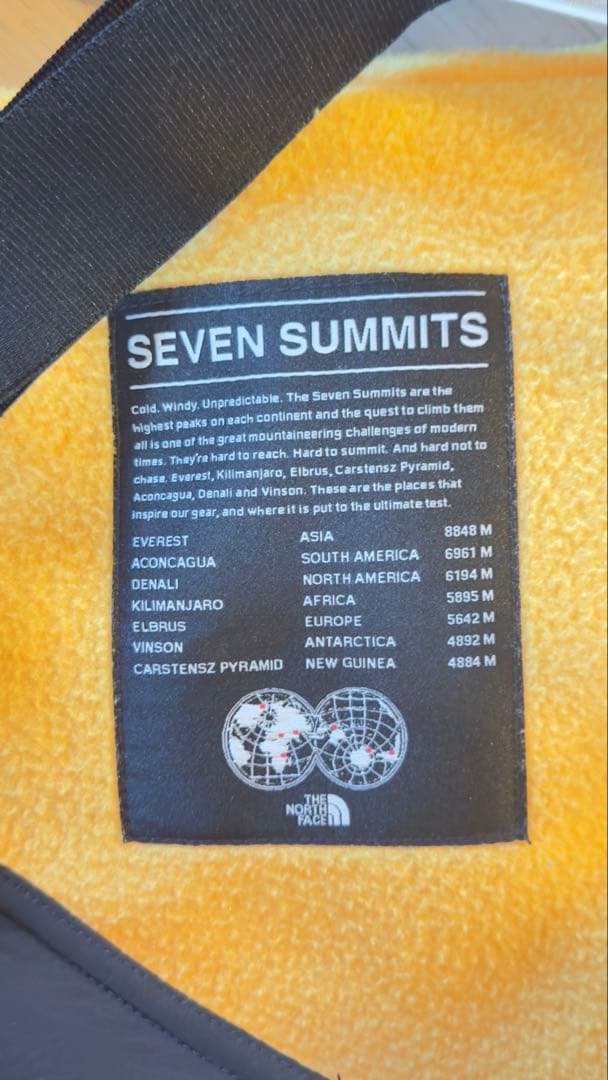 SEVEN SUMMITS
Cold. Windy. Unpredictable. The Seven Summits are the
highest peaks on each continent and the quest to climb them
all is one of the great mountaineering challenges of modern
times. They're hard to reach. Hard to summit. And hard not to
chase. Everest, Kilimanjaro, Elbrus, Carstensz Pyramid,
Aconcagua, Denali and Vinson. These are the places that
inspire our gear, and where it is put to the ultimate test.
EVEREST ASIA 8848 M
ACONCAGUA SOUTH AMERICA 6961 M
DENALI NORTH AMERICA 6194 M
KILIMANJARO AFRICA 5895 M
ELBRUS EUROPE 5642 M
VINSON ANTARCTICA 4892 M
CARSTENSZ PYRAMID NEW GUINEA 4884 M
THE
NORTH
FACE